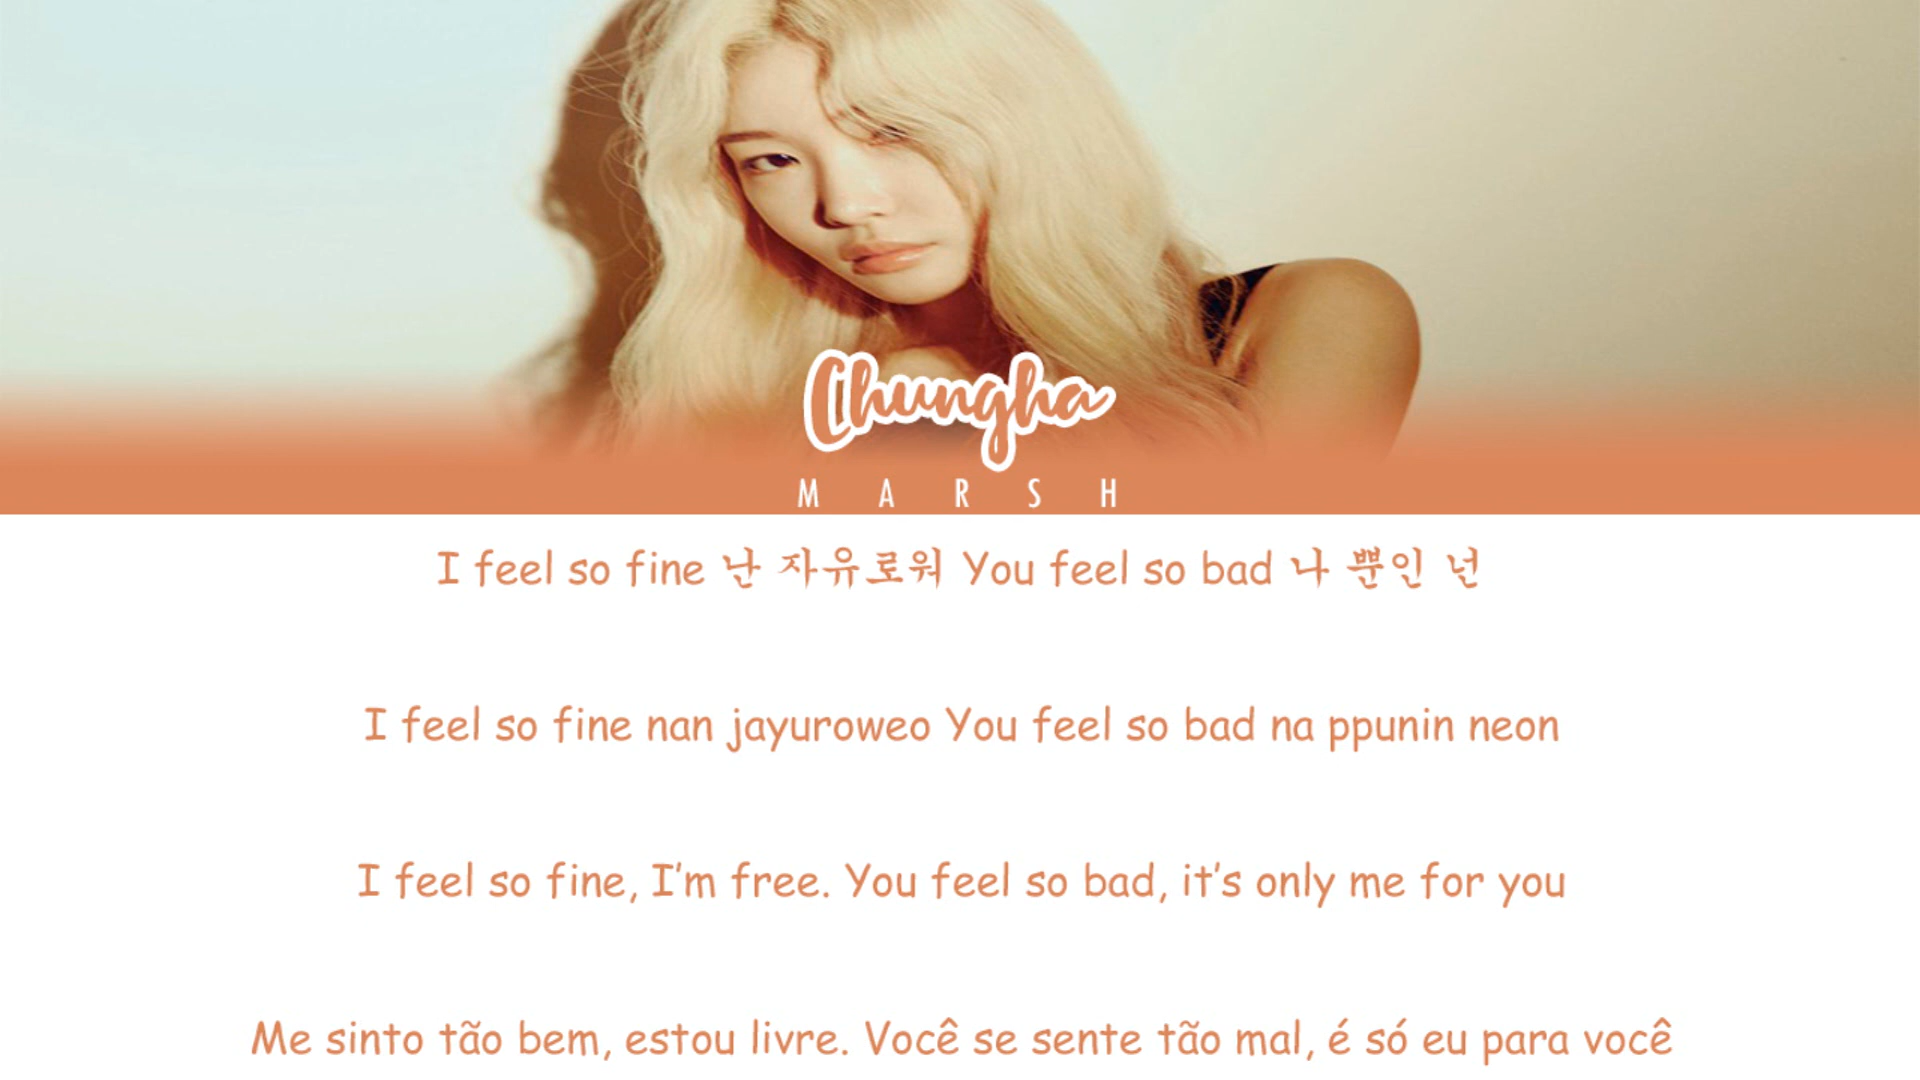 Chungha
MARSH
I feel so fine 난 자유로워 You feel so bad 나 뿐인 넌
I feel so fine nan jayuroweo You feel so bad na ppunin neon
I feel so fine, I’m free. You feel so bad, it’s only me for you
Me sinto tão bem, estou livre. Você se sente tão mal, é só eu para você